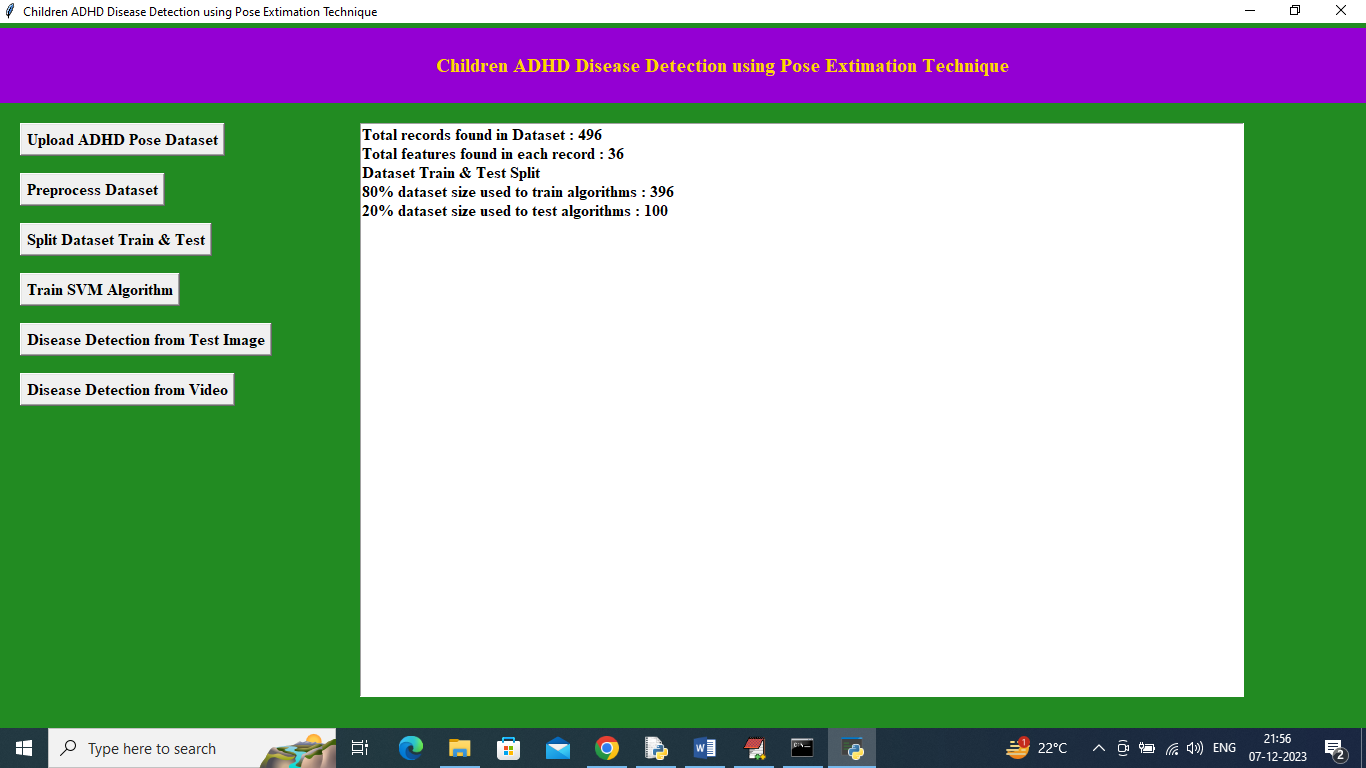 Children ADHD Disease Detection using Pose Extimation Technique
Children ADHD Disease Detection using Pose Extimation Technique
Upload ADHD Pose Dataset
Preprocess Dataset
Split Dataset Train & Test
Train SVM Algorithm
Disease Detection from Test Image
Disease Detection from Video
Total records found in Dataset : 496
Total features found in each record : 36
Dataset Train & Test Split
80% dataset size used to train algorithms : 396
20% dataset size used to test algorithms : 100
Type here to search
1
22°C
ENG
21:56
07-12-2023
2